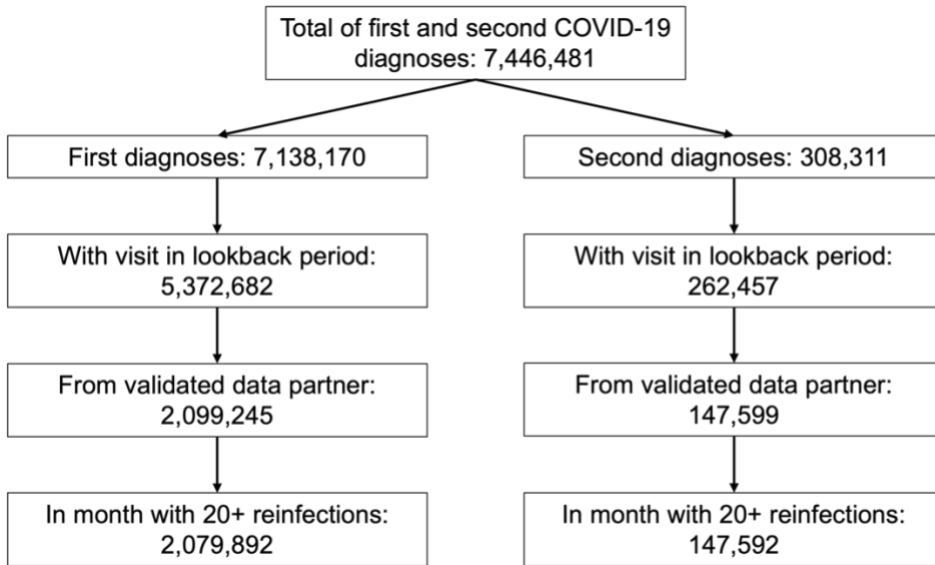 Total of first and second COVID-19
diagnoses: 7,446,481
First diagnoses: 7,138,170
Second diagnoses: 308,311
With visit in lookback period:
5,372,682
With visit in lookback period:
262,457
From validated data partner:
2,099,245
From validated data partner:
147,599
In month with 20+ reinfections:
2,079,892
In month with 20+ reinfections:
147,592